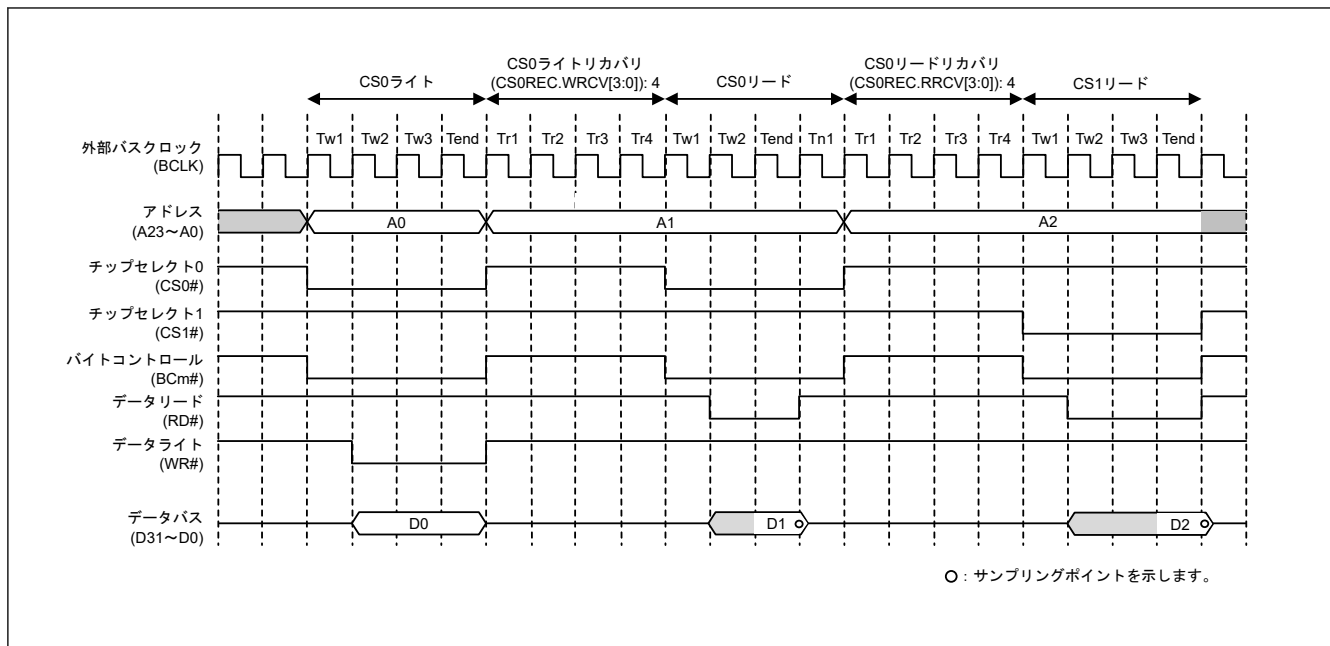 CS0ライト
CS0ライトリカバリ
(CS0REC.WRCV[3:0]): 4
CS0リード
CS0リードリカバリ
(CS0REC.RRCV[3:0]): 4
CS1リード
Tw1 Tw2 Tw3 Tend Tr1 Tr2 Tr3 Tr4 Tw1 Tw2 Tend Tn1 Tr1 Tr2 Tr3 Tr4 Tw1 Tw2 Tw3 Tend
外部バスクロック
(BCLK)
アドレス
(A23～A0)
A0 A1 A2
チップセレクト0
(CS0#)
チップセレクト1
(CS1#)
バイトコントロール
(BCm#)
データリード
(RD#)
データライト
(WR#)
データバス
(D31～D0)
D0 D1 D2
：サンプリングポイントを示します。